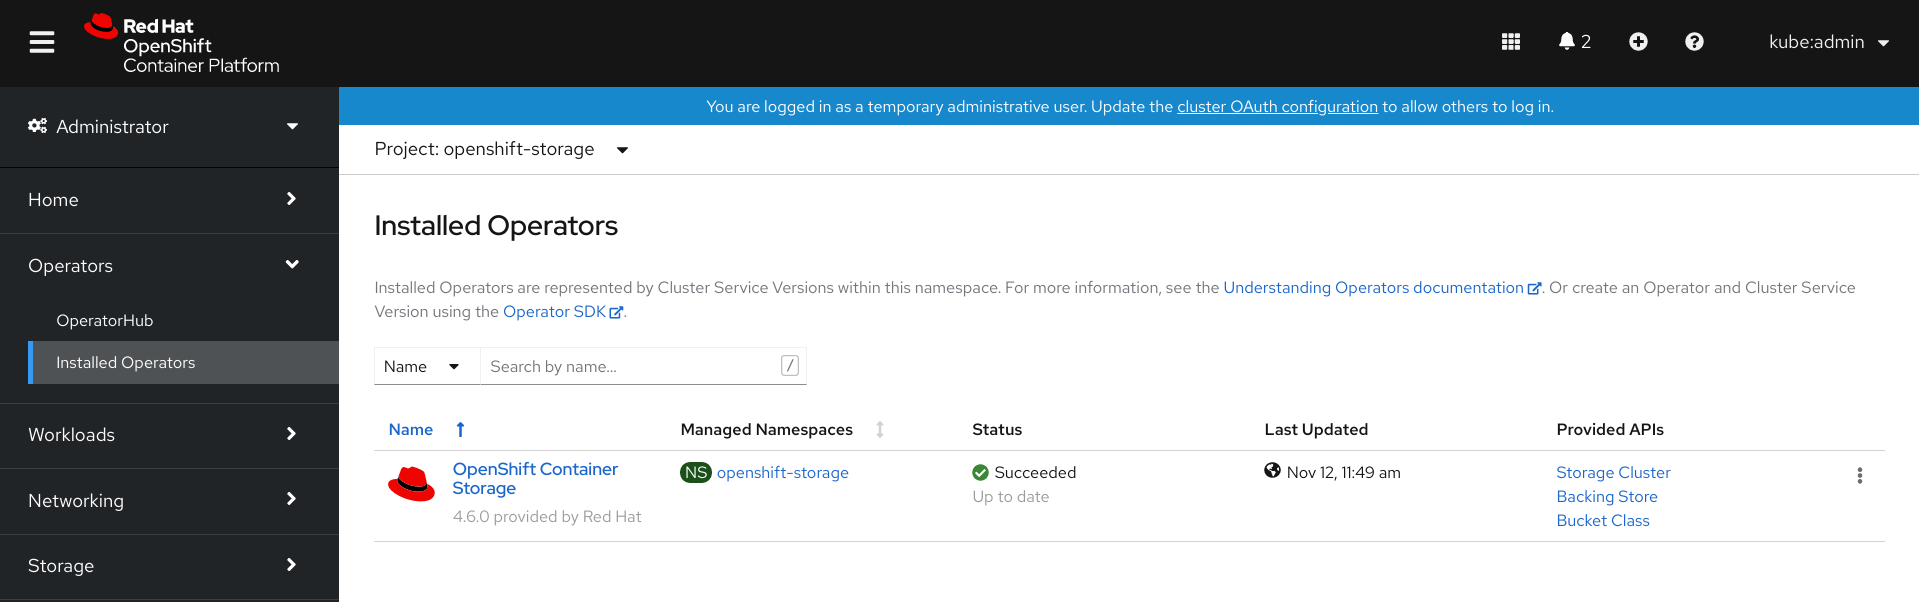 Red Hat
OpenShift
Container Platform
2
kube:admin
Administrator
You are logged in as a temporary administrative user. Update the cluster OAuth configuration to allow others to log in.
Project: openshift-storage
Home
Operators
OperatorHub
Installed Operators
Workloads
Networking
Storage
Installed Operators
Installed Operators are represented by Cluster Service Versions within this namespace. For more information, see the Understanding Operators documentation. Or create an Operator and Cluster Service
Version using the Operator SDK.
Name
Search by name...
/
Name
Managed Namespaces
Status
Last Updated
Provided APIs
OpenShift Container
Storage
4.6.0 provided by Red Hat
NS openshift-storage
Succeeded
Up to date
Nov 12, 11:49 am
Storage Cluster
Backing Store
Bucket Class